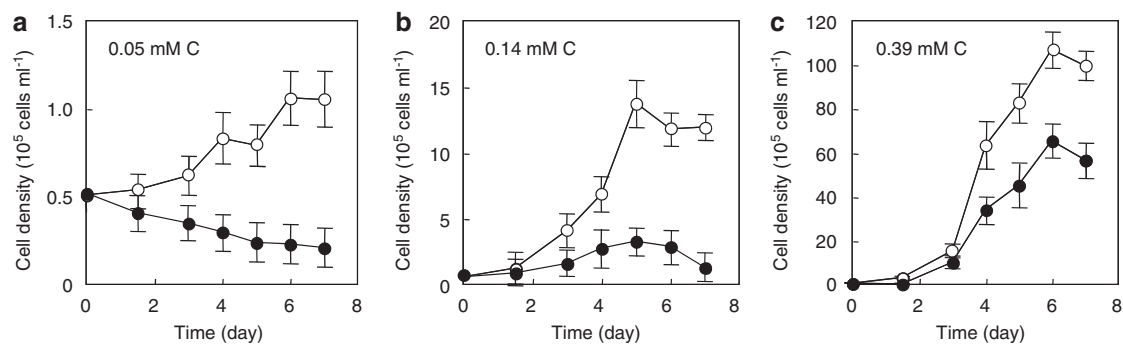 a
0.05 mM C
Cell density (10⁵ cells ml⁻¹)
1.5
1.0
0.5
0
0 2 4 6 8
Time (day)
b
0.14 mM C
Cell density (10⁵ cells ml⁻¹)
20
15
10
5
0
0 2 4 6 8
Time (day)
c
0.39 mM C
Cell density (10⁵ cells ml⁻¹)
120
100
80
60
40
20
0
0 2 4 6 8
Time (day)